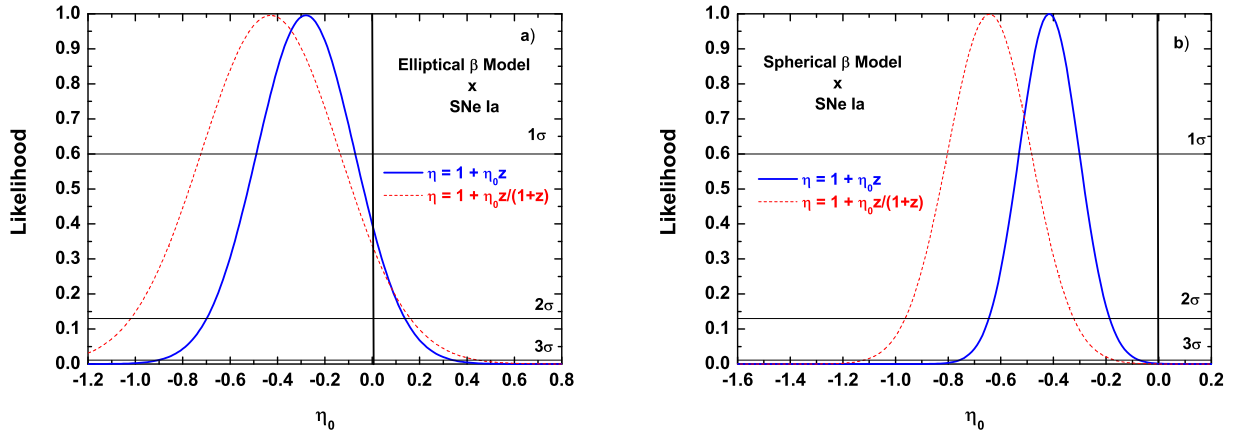 a)
Elliptical β Model
x
SNe Ia
1σ
η = 1 + η₀z
η = 1 + η₀z/(1+z)
2σ
3σ
Likelihood
1.0
0.9
0.8
0.7
0.6
0.5
0.4
0.3
0.2
0.1
0.0
-1.2 -1.0 -0.8 -0.6 -0.4 -0.2 0.0 0.2 0.4 0.6 0.8
η₀
b)
Spherical β Model
x
SNe Ia
1σ
η = 1 + η₀z
η = 1 + η₀z/(1+z)
2σ
3σ
Likelihood
1.0
0.9
0.8
0.7
0.6
0.5
0.4
0.3
0.2
0.1
0.0
-1.6 -1.4 -1.2 -1.0 -0.8 -0.6 -0.4 -0.2 0.0 0.2
η₀